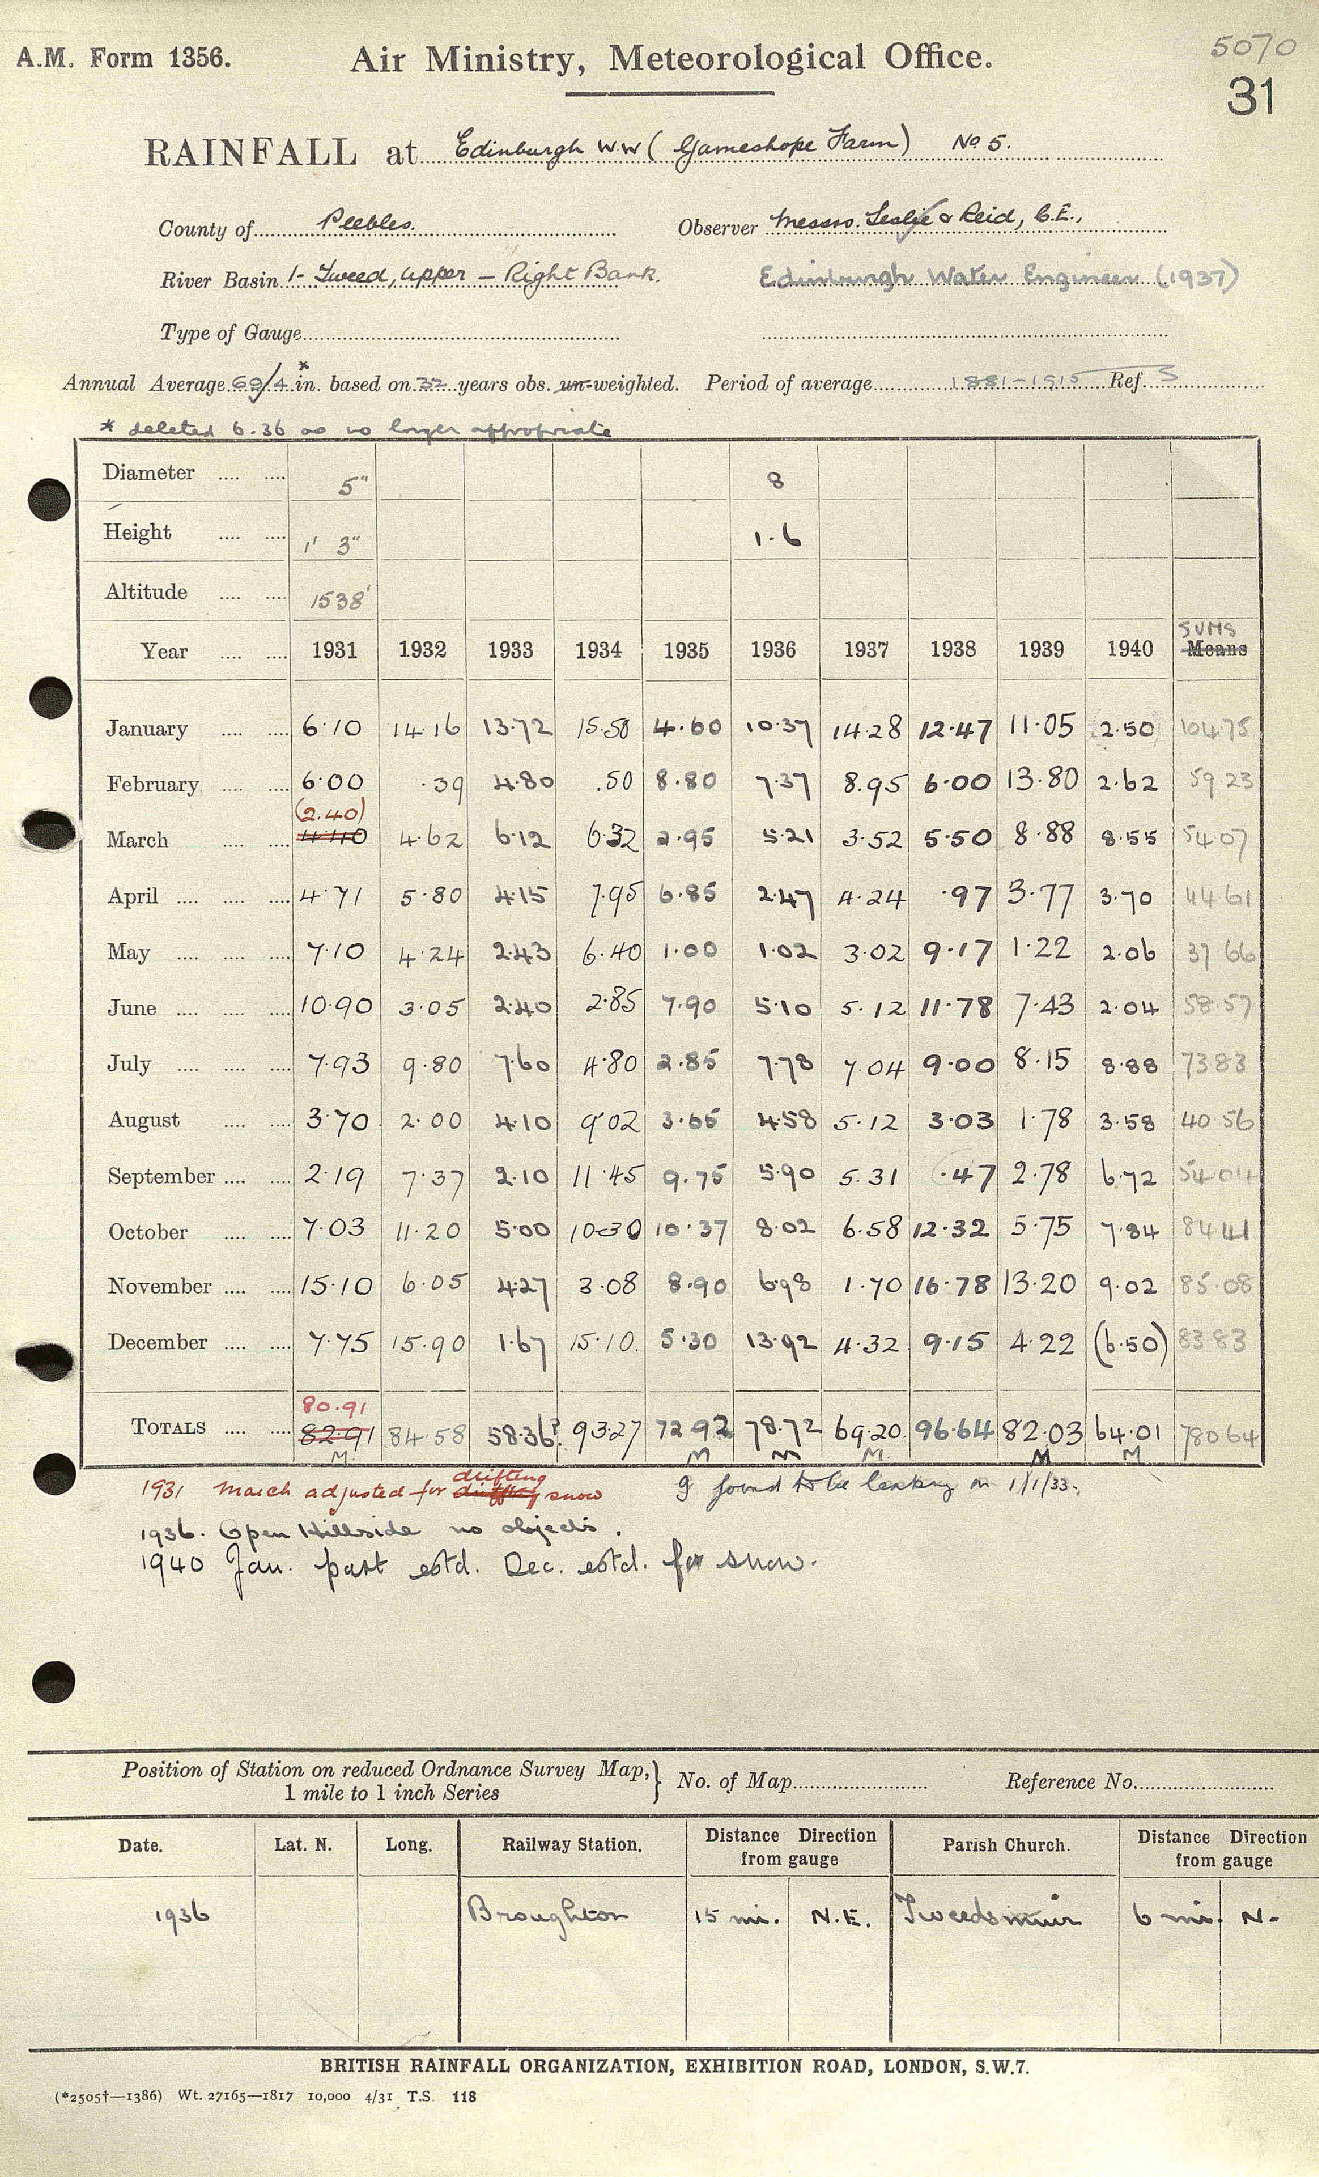 5070
A.M. Form 1356. Air Ministry, Meteorological Office.
31
RAINFALL at Edinburgh WW (Gameshope Farm) No 5.
County of Peebles. Observer Messrs. Leslie & Reid, C.E.,
River Basin 1- Tweed, upper — Right Bank. Edinburgh Water Engineer (1937)
Type of Gauge
Annual Average 69/4 * in. based on 32 years obs. un-weighted. Period of average 1881-1915 Ref. S
* deleted 6.36 as no longer appropriate
Diameter 5" 8
Height 1' 3" 1.6
Altitude 1538'
SUMS
Year 1931 1932 1933 1934 1935 1936 1937 1938 1939 1940 Means
January 6.10 14.16 13.72 15.50 4.60 10.37 14.28 12.47 11.05 2.50 104.75
February 6.00 .39 4.80 .50 8.80 7.37 8.95 6.00 13.80 2.62 59.23
(2.40)
March 4.40 4.62 6.12 6.32 2.95 5.21 3.52 5.50 8.88 8.55 54.07
April 4.71 5.80 4.15 7.95 6.85 2.47 4.24 .97 3.77 3.70 44.61
May 7.10 4.24 2.43 6.40 1.00 1.02 3.02 9.17 1.22 2.06 37.66
June 10.90 3.05 2.40 2.85 7.90 5.10 5.12 11.78 7.43 2.04 58.57
July 7.93 9.80 7.60 4.80 2.85 7.78 7.04 9.00 8.15 8.88 73.83
August 3.70 2.00 4.10 9.02 3.65 4.58 5.12 3.03 1.78 3.58 40.56
September 2.19 7.37 2.10 11.45 9.75 5.90 5.31 .47 2.78 6.72 54.04
October 7.03 11.20 5.00 10.30 10.37 8.02 6.58 12.32 5.75 7.84 84.41
November 15.10 6.05 4.27 3.08 8.90 6.98 1.70 16.78 13.20 9.02 85.08
December 7.75 15.90 1.67 15.10 5.30 13.92 4.32 9.15 4.22 (6.50) 83.83
80.91
TOTALS 82.91 84.58 58.36? 93.27 72.92 78.72 69.20 96.64 82.03 64.01 780.64
M M M M M M
1931 March adjusted for drifting snow
g found to be leaking on 1/1/33.
1936. Open Hillside no objects.
1940 Jan. part estd. Dec. estd. for snow.
Position of Station on reduced Ordnance Survey Map, } No. of Map Reference No.
1 mile to 1 inch Series
Date. Lat. N. Long. Railway Station. Distance Direction from gauge Parish Church. Distance Direction from gauge
1936 Broughton 15 mi. N.E. Tweedsmuir 6 mi. N.
BRITISH RAINFALL ORGANIZATION, EXHIBITION ROAD, LONDON, S.W.7.
(*2505†—1386) Wt. 27165—1817 10,000 4/31 T.S. 118